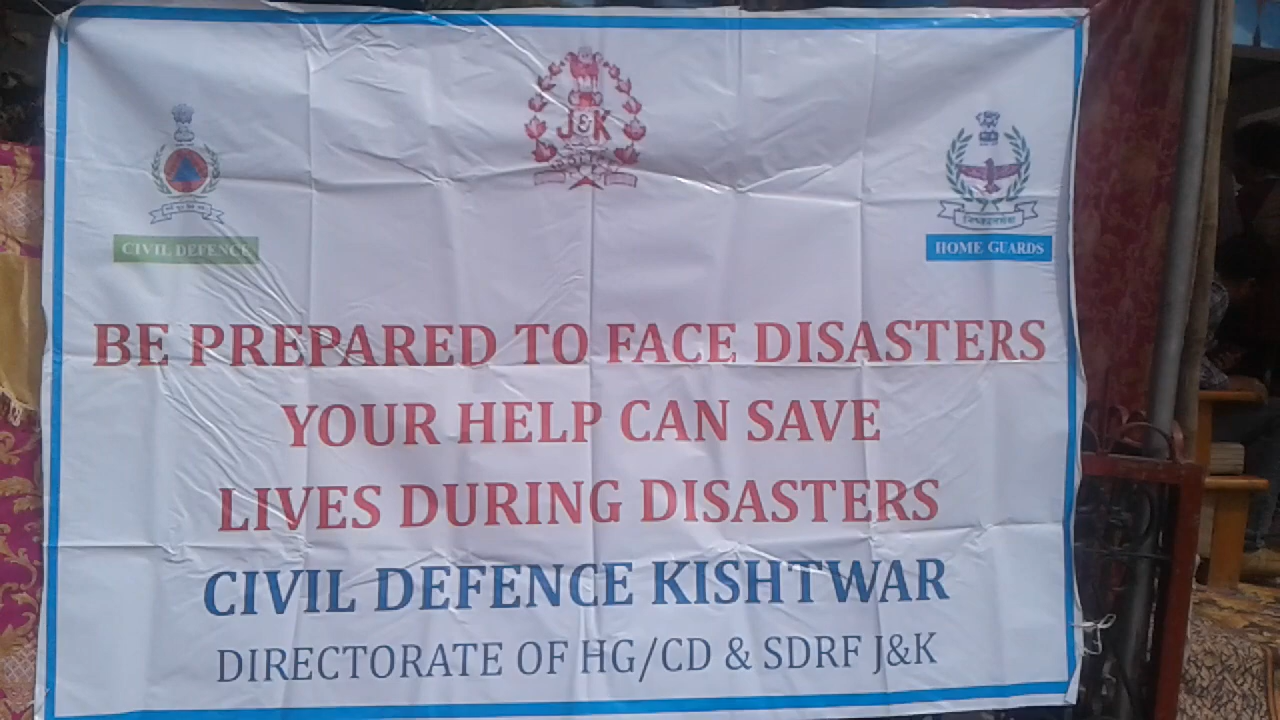 J&K
CIVIL DEFENCE
HOME GUARDS
BE PREPARED TO FACE DISASTERS
YOUR HELP CAN SAVE
LIVES DURING DISASTERS
CIVIL DEFENCE KISHTWAR
DIRECTORATE OF HG/CD & SDRF J&K